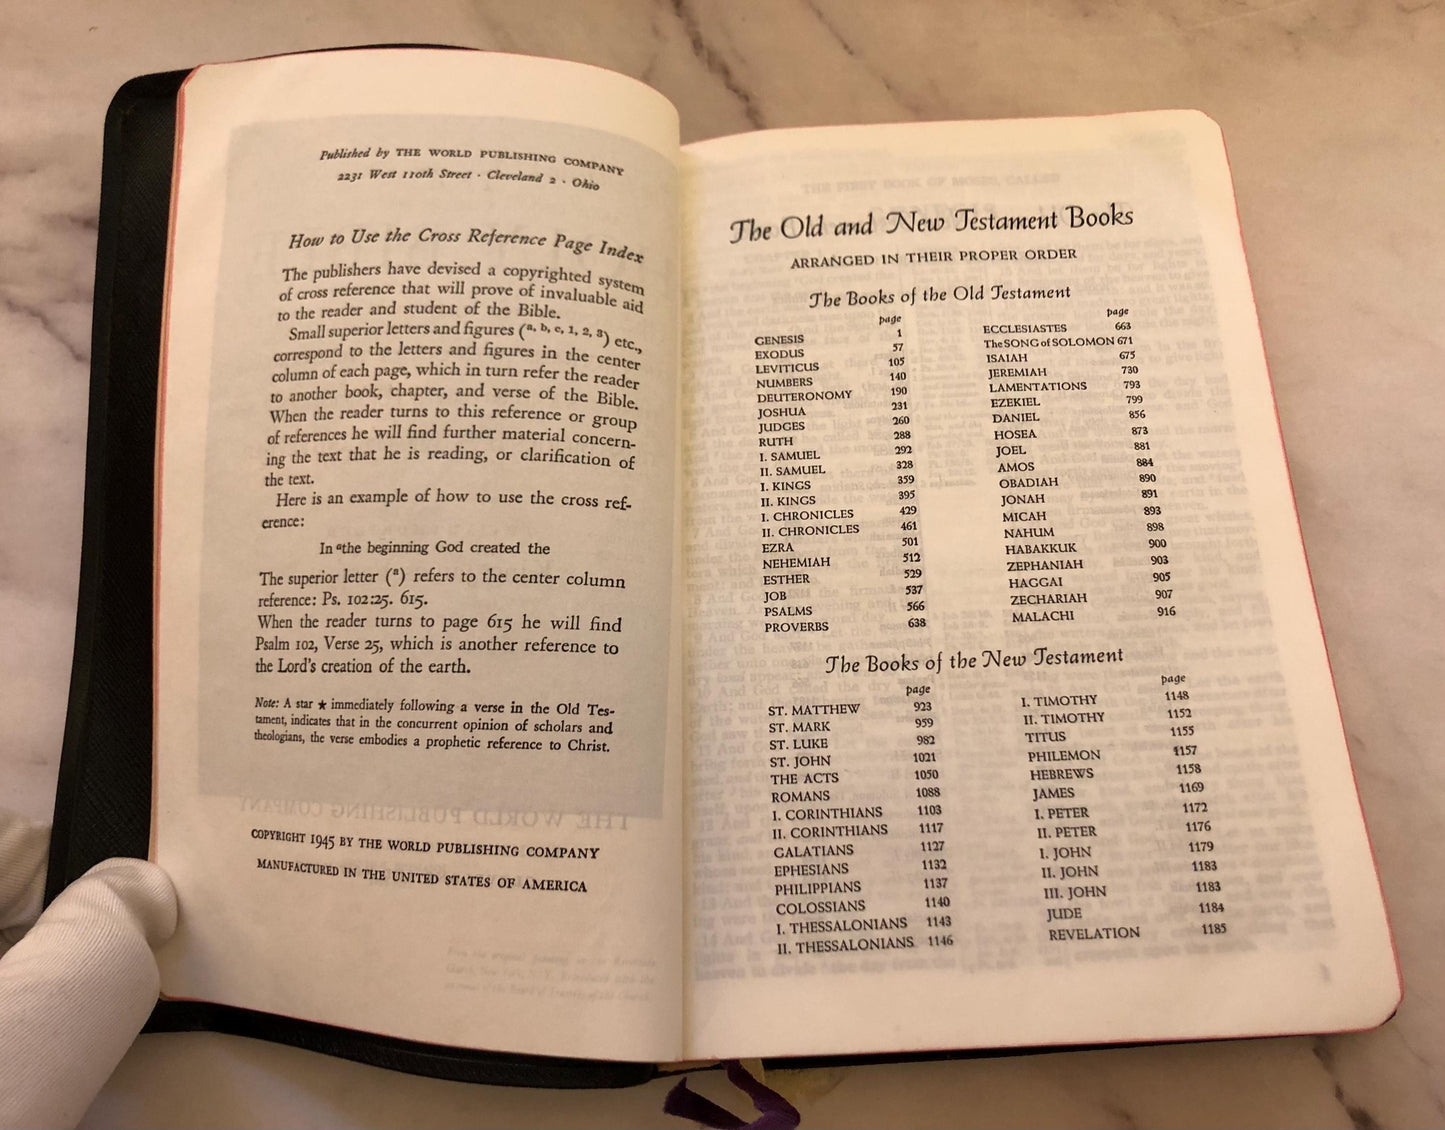 Published by THE WORLD PUBLISHING COMPANY
2231 West 110th Street · Cleveland 2 · Ohio
How to Use the Cross Reference Page Index
The publishers have devised a copyrighted system
of cross reference that will prove of invaluable aid
to the reader and student of the Bible.
Small superior letters and figures (a, b, c, 1, 2, 3) etc.,
correspond to the letters and figures in the center
column of each page, which in turn refer the reader
to another book, chapter, and verse of the Bible.
When the reader turns to this reference or group
of references he will find further material concern-
ing the text that he is reading, or clarification of
the text.
Here is an example of how to use the cross ref-
erence:
In ᵃthe beginning God created the
The superior letter (ᵃ) refers to the center column
reference: Ps. 102:25. 615.
When the reader turns to page 615 he will find
Psalm 102, Verse 25, which is another reference to
the Lord's creation of the earth.
Note: A star ★ immediately following a verse in the Old Tes-
tament, indicates that in the concurrent opinion of scholars and
theologians, the verse embodies a prophetic reference to Christ.
COPYRIGHT 1945 BY THE WORLD PUBLISHING COMPANY
MANUFACTURED IN THE UNITED STATES OF AMERICA
The Old and New Testament Books
ARRANGED IN THEIR PROPER ORDER
The Books of the Old Testament
page
GENESIS 1
EXODUS 57
LEVITICUS 105
NUMBERS 140
DEUTERONOMY 190
JOSHUA 231
JUDGES 260
RUTH 288
I. SAMUEL 292
II. SAMUEL 328
I. KINGS 359
II. KINGS 395
I. CHRONICLES 429
II. CHRONICLES 461
EZRA 501
NEHEMIAH 512
ESTHER 529
JOB 537
PSALMS 566
PROVERBS 638
page
ECCLESIASTES 663
The SONG of SOLOMON 671
ISAIAH 675
JEREMIAH 730
LAMENTATIONS 793
EZEKIEL 799
DANIEL 856
HOSEA 873
JOEL 881
AMOS 884
OBADIAH 890
JONAH 891
MICAH 893
NAHUM 898
HABAKKUK 900
ZEPHANIAH 903
HAGGAI 905
ZECHARIAH 907
MALACHI 916
The Books of the New Testament
page
ST. MATTHEW 923
ST. MARK 959
ST. LUKE 982
ST. JOHN 1021
THE ACTS 1050
ROMANS 1088
I. CORINTHIANS 1103
II. CORINTHIANS 1117
GALATIANS 1127
EPHESIANS 1132
PHILIPPIANS 1137
COLOSSIANS 1140
I. THESSALONIANS 1143
II. THESSALONIANS 1146
page
I. TIMOTHY 1148
II. TIMOTHY 1152
TITUS 1155
PHILEMON 1157
HEBREWS 1158
JAMES 1169
I. PETER 1172
II. PETER 1176
I. JOHN 1179
II. JOHN 1183
III. JOHN 1183
JUDE 1184
REVELATION 1185